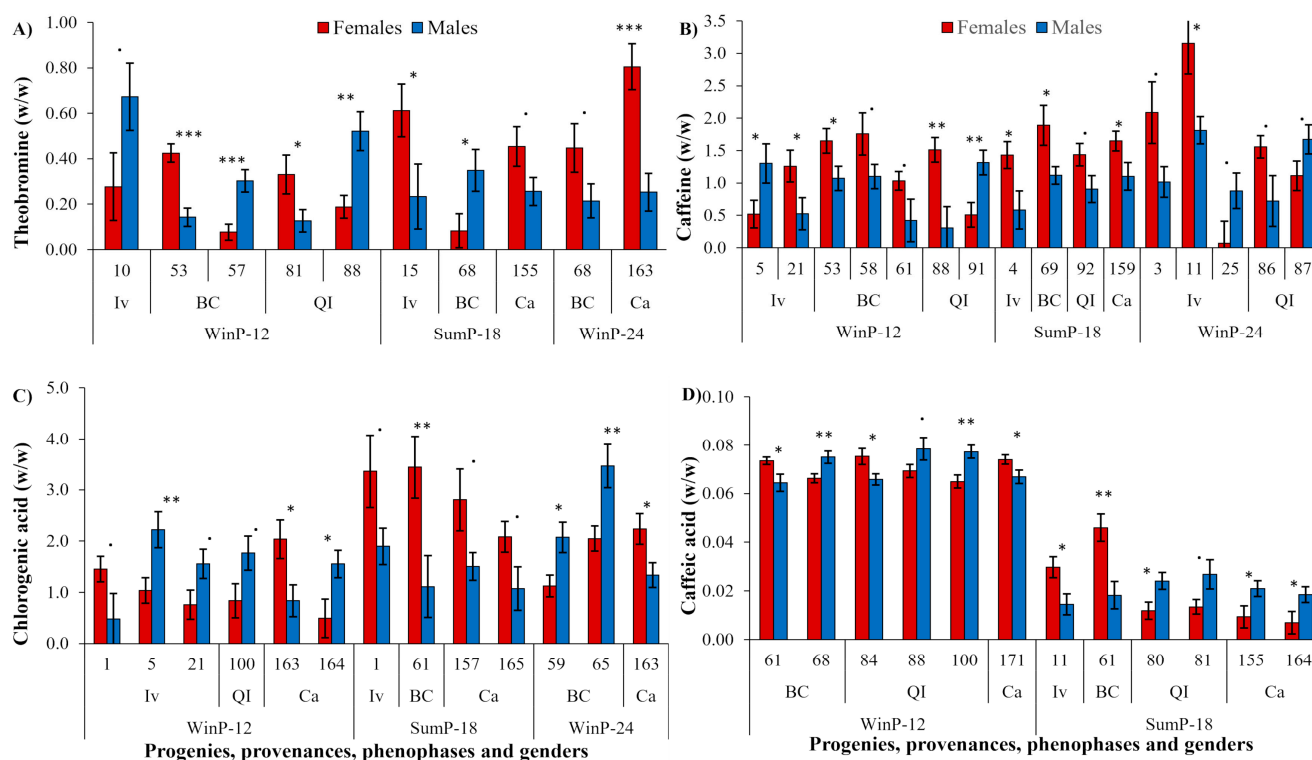 A)
Females Males
Theobromine (w/w)
1.00
0.80
0.60
0.40
0.20
0.00
. *** *** * ** * * . . ***
10 53 57 81 88 15 68 155 68 163
Iv BC QI Iv BC Ca BC Ca
WinP-12 SumP-18 WinP-24
B)
Females Males
Caffeine (w/w)
3.5
3.0
2.5
2.0
1.5
1.0
0.5
0.0
* * * . . ** ** * * . * . * . . .
5 21 53 58 61 88 91 4 69 92 159 3 11 25 86 87
Iv BC QI Iv BC QI Ca Iv QI
WinP-12 SumP-18 WinP-24
C)
Chlorogenic acid (w/w)
5.0
4.0
3.0
2.0
1.0
0.0
. ** . . * * . ** . . * ** *
1 5 21 100 163 164 1 61 157 165 59 65 163
Iv QI Ca Iv BC Ca BC Ca
WinP-12 SumP-18 WinP-24
Progenies, provenances, phenophases and genders
D)
Caffeic acid (w/w)
0.10
0.08
0.06
0.04
0.02
0.00
* ** * . ** * * ** * . * *
61 68 84 88 100 171 11 61 80 81 155 164
BC QI Ca Iv BC QI Ca
WinP-12 SumP-18
Progenies, provenances, phenophases and genders